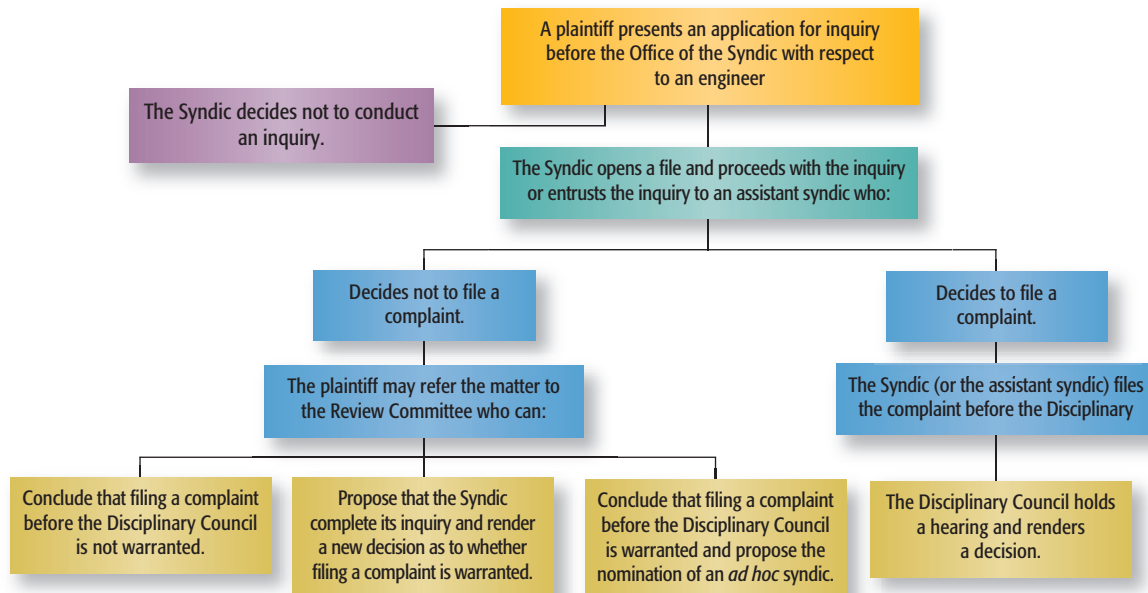 A plaintiff presents an application for inquiry
before the Office of the Syndic with respect
to an engineer
The Syndic decides not to conduct
an inquiry.
The Syndic opens a file and proceeds with the inquiry
or entrusts the inquiry to an assistant syndic who:
Decides not to file a
complaint.
Decides to file a
complaint.
The plaintiff may refer the matter to
the Review Committee who can:
The Syndic (or the assistant syndic) files
the complaint before the Disciplinary
Conclude that filing a complaint
before the Disciplinary Council
is not warranted.
Propose that the Syndic
complete its inquiry and render
a new decision as to whether
filing a complaint is warranted.
Conclude that filing a complaint
before the Disciplinary Council
is warranted and propose the
nomination of an ad hoc syndic.
The Disciplinary Council holds
a hearing and renders
a decision.